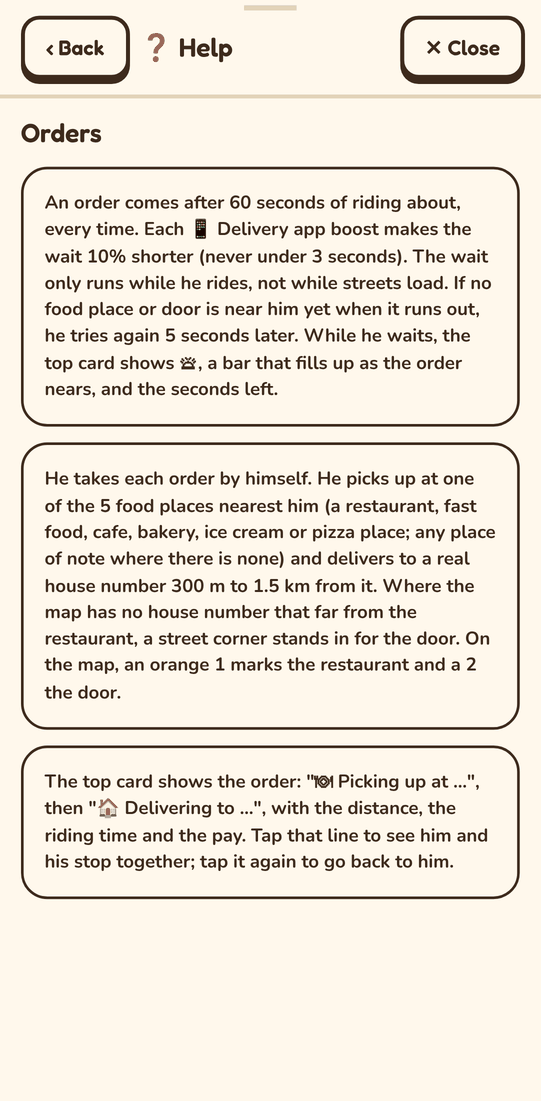 ‹ Back
❓ Help
✕ Close
Orders
An order comes after 60 seconds of riding about,
every time. Each 📱 Delivery app boost makes the
wait 10% shorter (never under 3 seconds). The wait
only runs while he rides, not while streets load. If no
food place or door is near him yet when it runs out,
he tries again 5 seconds later. While he waits, the
top card shows 🛎, a bar that fills up as the order
nears, and the seconds left.
He takes each order by himself. He picks up at one
of the 5 food places nearest him (a restaurant, fast
food, cafe, bakery, ice cream or pizza place; any place
of note where there is none) and delivers to a real
house number 300 m to 1.5 km from it. Where the
map has no house number that far from the
restaurant, a street corner stands in for the door. On
the map, an orange 1 marks the restaurant and a 2
the door.
The top card shows the order: "🍽 Picking up at ...",
then "🏠 Delivering to ...", with the distance, the
riding time and the pay. Tap that line to see him and
his stop together; tap it again to go back to him.